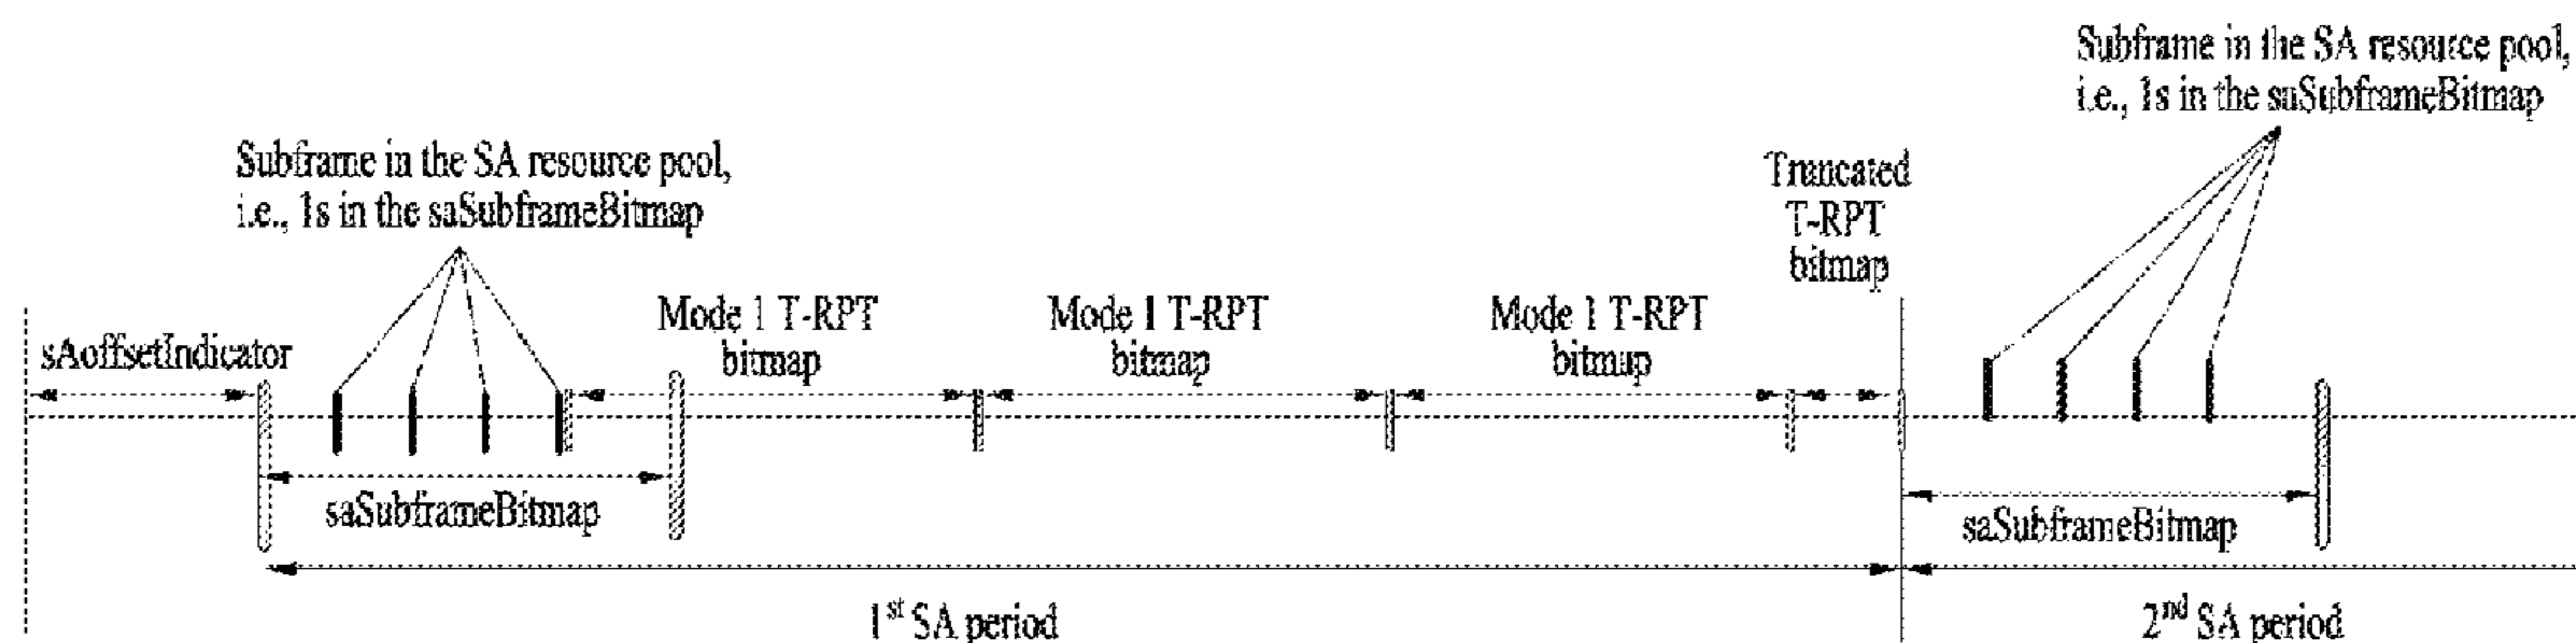 Subframe in the SA resource pool,
i.e., 1s in the saSubframeBitmap
Subframe in the SA resource pool,
i.e., 1s in the saSubframeBitmap
Truncated
T-RPT
bitmap
sAoffsetIndicator
Mode 1 T-RPT
bitmap
Mode 1 T-RPT
bitmap
Mode 1 T-RPT
bitmap
saSubframeBitmap
saSubframeBitmap
1st SA period
2nd SA period